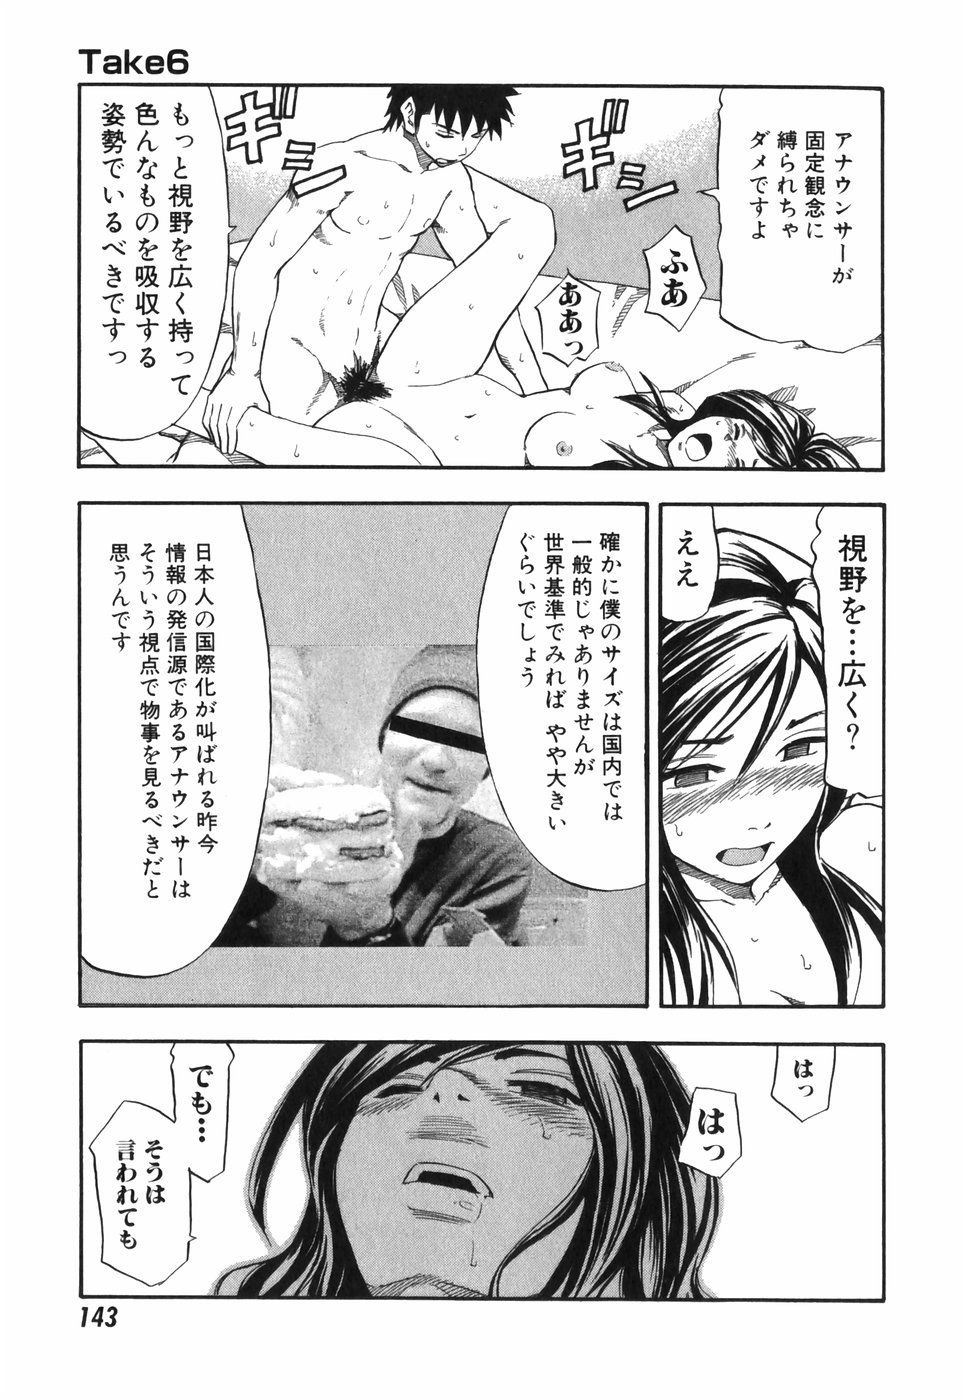 Take6
アナウンサーが
固定観念に
縛られちゃ
ダメですよ
ふあ
ああっ
ギシ
ギシ
ギシ
もっと視野を広く持って
色んなものを吸収する
姿勢でいるべきですっ
視野を…広く?
ええ
確かに僕のサイズは国内では
一般的じゃありませんが
世界基準でみれば やや大きい
ぐらいでしょう
日本人の国際化が叫ばれる昨今
情報の発信源であるアナウンサーは
そういう視点で物事を見るべきだと
思うんです
はっ
はっ
でも…
そうは
言われても
143